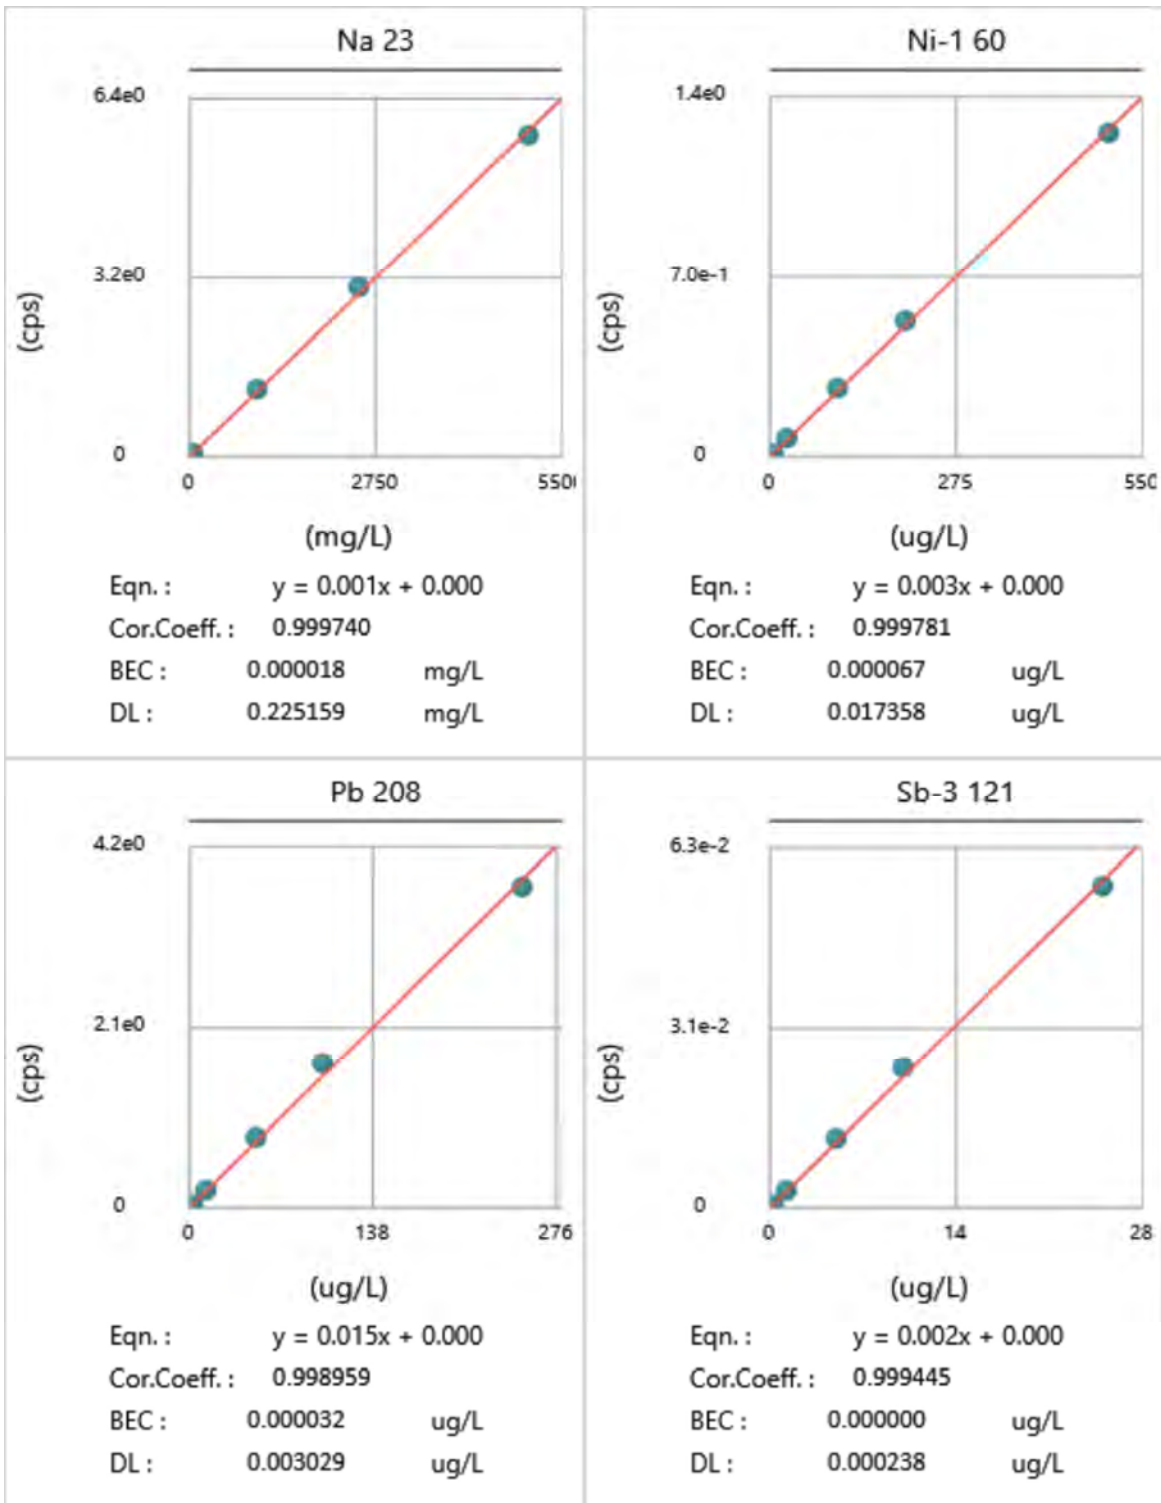 Na 23
6.4e0
3.2e0
0
0 2750 550
(cps)
(mg/L)
Eqn. : y = 0.001x + 0.000
Cor.Coeff. : 0.999740
BEC : 0.000018 mg/L
DL : 0.225159 mg/L
Ni-1 60
1.4e0
7.0e-1
0
0 275 550
(cps)
(ug/L)
Eqn. : y = 0.003x + 0.000
Cor.Coeff. : 0.999781
BEC : 0.000067 ug/L
DL : 0.017358 ug/L
Pb 208
4.2e0
2.1e0
0
0 138 276
(cps)
(ug/L)
Eqn. : y = 0.015x + 0.000
Cor.Coeff. : 0.998959
BEC : 0.000032 ug/L
DL : 0.003029 ug/L
Sb-3 121
6.3e-2
3.1e-2
0
0 14 28
(cps)
(ug/L)
Eqn. : y = 0.002x + 0.000
Cor.Coeff. : 0.999445
BEC : 0.000000 ug/L
DL : 0.000238 ug/L